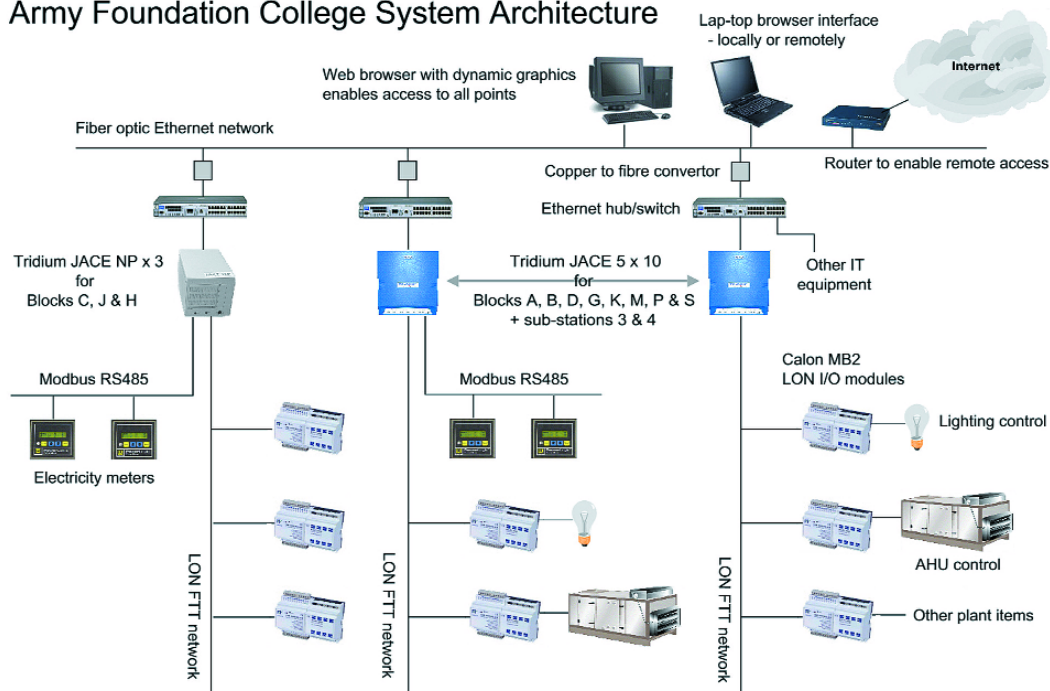 Army Foundation College System Architecture
Lap-top browser interface
- locally or remotely
Internet
Web browser with dynamic graphics
enables access to all points
Fiber optic Ethernet network
Copper to fibre convertor
Router to enable remote access
Ethernet hub/switch
Tridium JACE NP x 3
for
Blocks C, J & H
Tridium JACE 5 x 10
for
Blocks A, B, D, G, K, M, P & S
+ sub-stations 3 & 4
Other IT
equipment
Modbus RS485
Modbus RS485
Calon MB2
LON I/O modules
Lighting control
Electricity meters
AHU control
LON FTT network
LON FTT network
LON FTT network
Other plant items